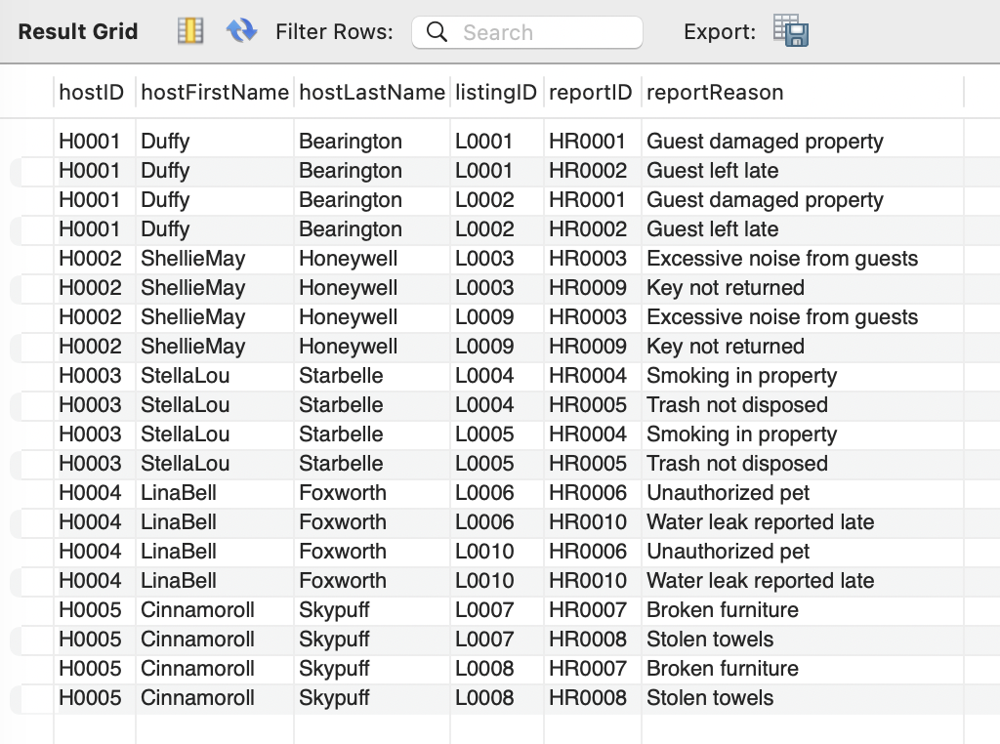 Result Grid Filter Rows: Search Export:
hostID hostFirstName hostLastName listingID reportID reportReason
H0001 Duffy Bearington L0001 HR0001 Guest damaged property
H0001 Duffy Bearington L0001 HR0002 Guest left late
H0001 Duffy Bearington L0002 HR0001 Guest damaged property
H0001 Duffy Bearington L0002 HR0002 Guest left late
H0002 ShellieMay Honeywell L0003 HR0003 Excessive noise from guests
H0002 ShellieMay Honeywell L0003 HR0009 Key not returned
H0002 ShellieMay Honeywell L0009 HR0003 Excessive noise from guests
H0002 ShellieMay Honeywell L0009 HR0009 Key not returned
H0003 StellaLou Starbelle L0004 HR0004 Smoking in property
H0003 StellaLou Starbelle L0004 HR0005 Trash not disposed
H0003 StellaLou Starbelle L0005 HR0004 Smoking in property
H0003 StellaLou Starbelle L0005 HR0005 Trash not disposed
H0004 LinaBell Foxworth L0006 HR0006 Unauthorized pet
H0004 LinaBell Foxworth L0006 HR0010 Water leak reported late
H0004 LinaBell Foxworth L0010 HR0006 Unauthorized pet
H0004 LinaBell Foxworth L0010 HR0010 Water leak reported late
H0005 Cinnamoroll Skypuff L0007 HR0007 Broken furniture
H0005 Cinnamoroll Skypuff L0007 HR0008 Stolen towels
H0005 Cinnamoroll Skypuff L0008 HR0007 Broken furniture
H0005 Cinnamoroll Skypuff L0008 HR0008 Stolen towels